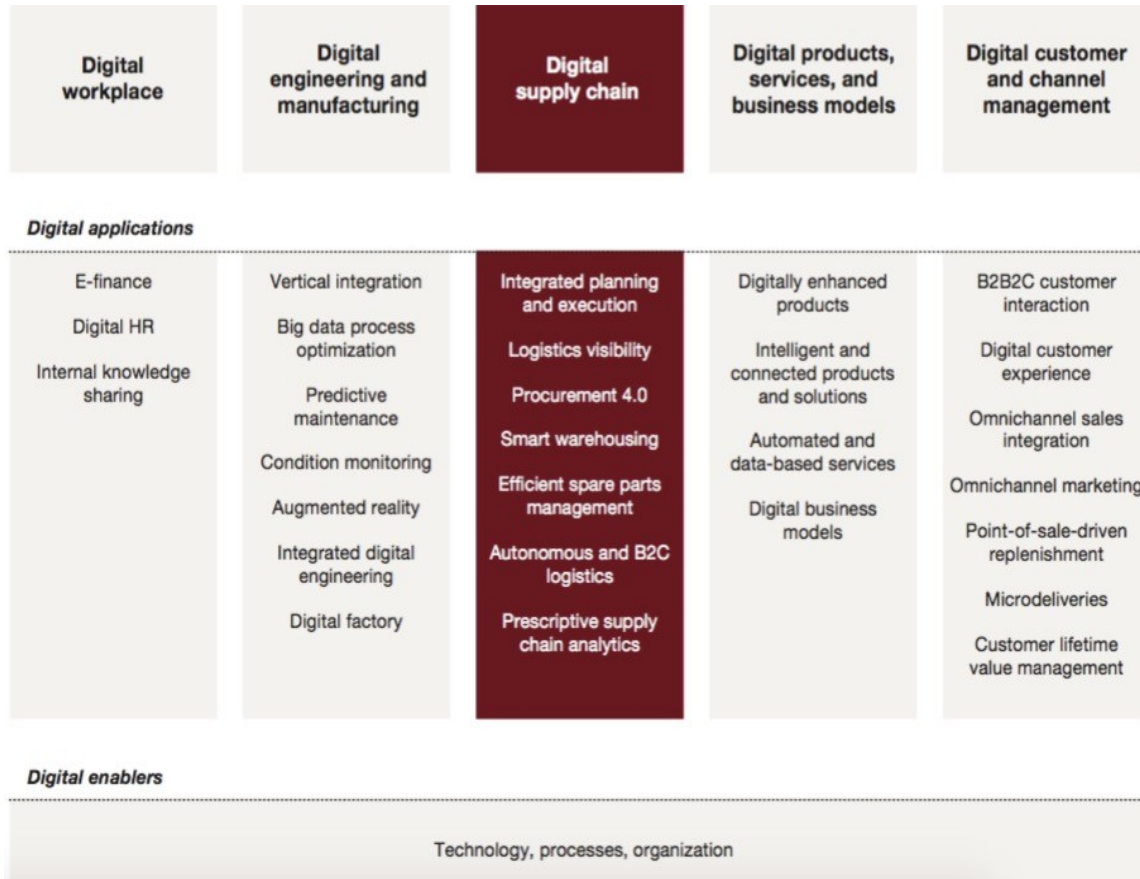 Digital
workplace
Digital
engineering and
manufacturing
Digital
supply chain
Digital products,
services, and
business models
Digital customer
and channel
management
Digital applications
E-finance
Digital HR
Internal knowledge
sharing
Vertical integration
Big data process
optimization
Predictive
maintenance
Condition monitoring
Augmented reality
Integrated digital
engineering
Digital factory
Integrated planning
and execution
Logistics visibility
Procurement 4.0
Smart warehousing
Efficient spare parts
management
Autonomous and B2C
logistics
Prescriptive supply
chain analytics
Digitally enhanced
products
Intelligent and
connected products
and solutions
Automated and
data-based services
Digital business
models
B2B2C customer
interaction
Digital customer
experience
Omnichannel sales
integration
Omnichannel marketing
Point-of-sale-driven
replenishment
Microdeliveries
Customer lifetime
value management
Digital enablers
Technology, processes, organization